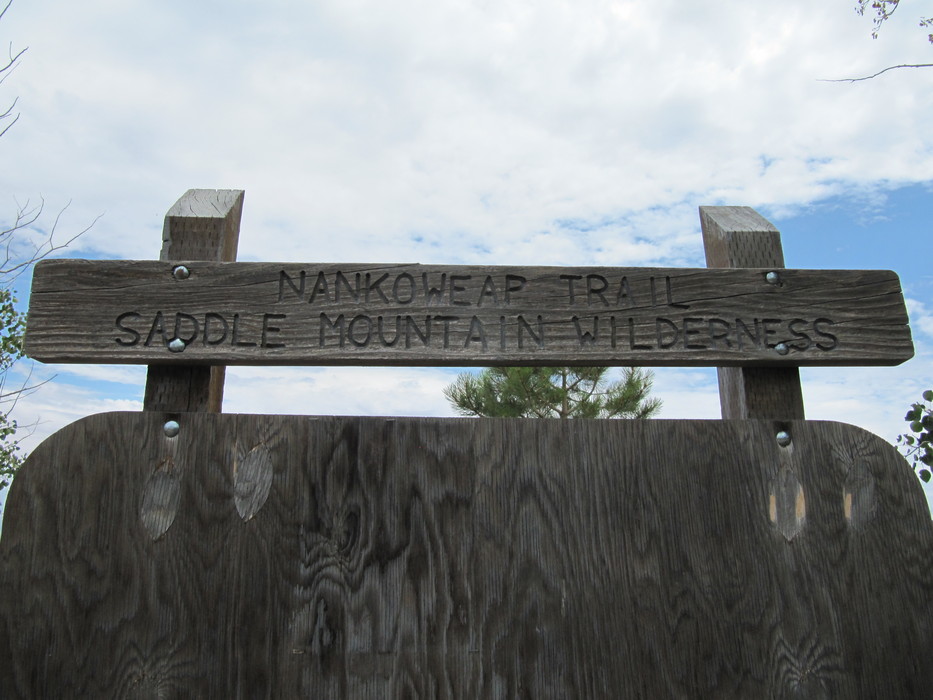 NANKOWEAP TRAIL
SADDLE MOUNTAIN WILDERNESS